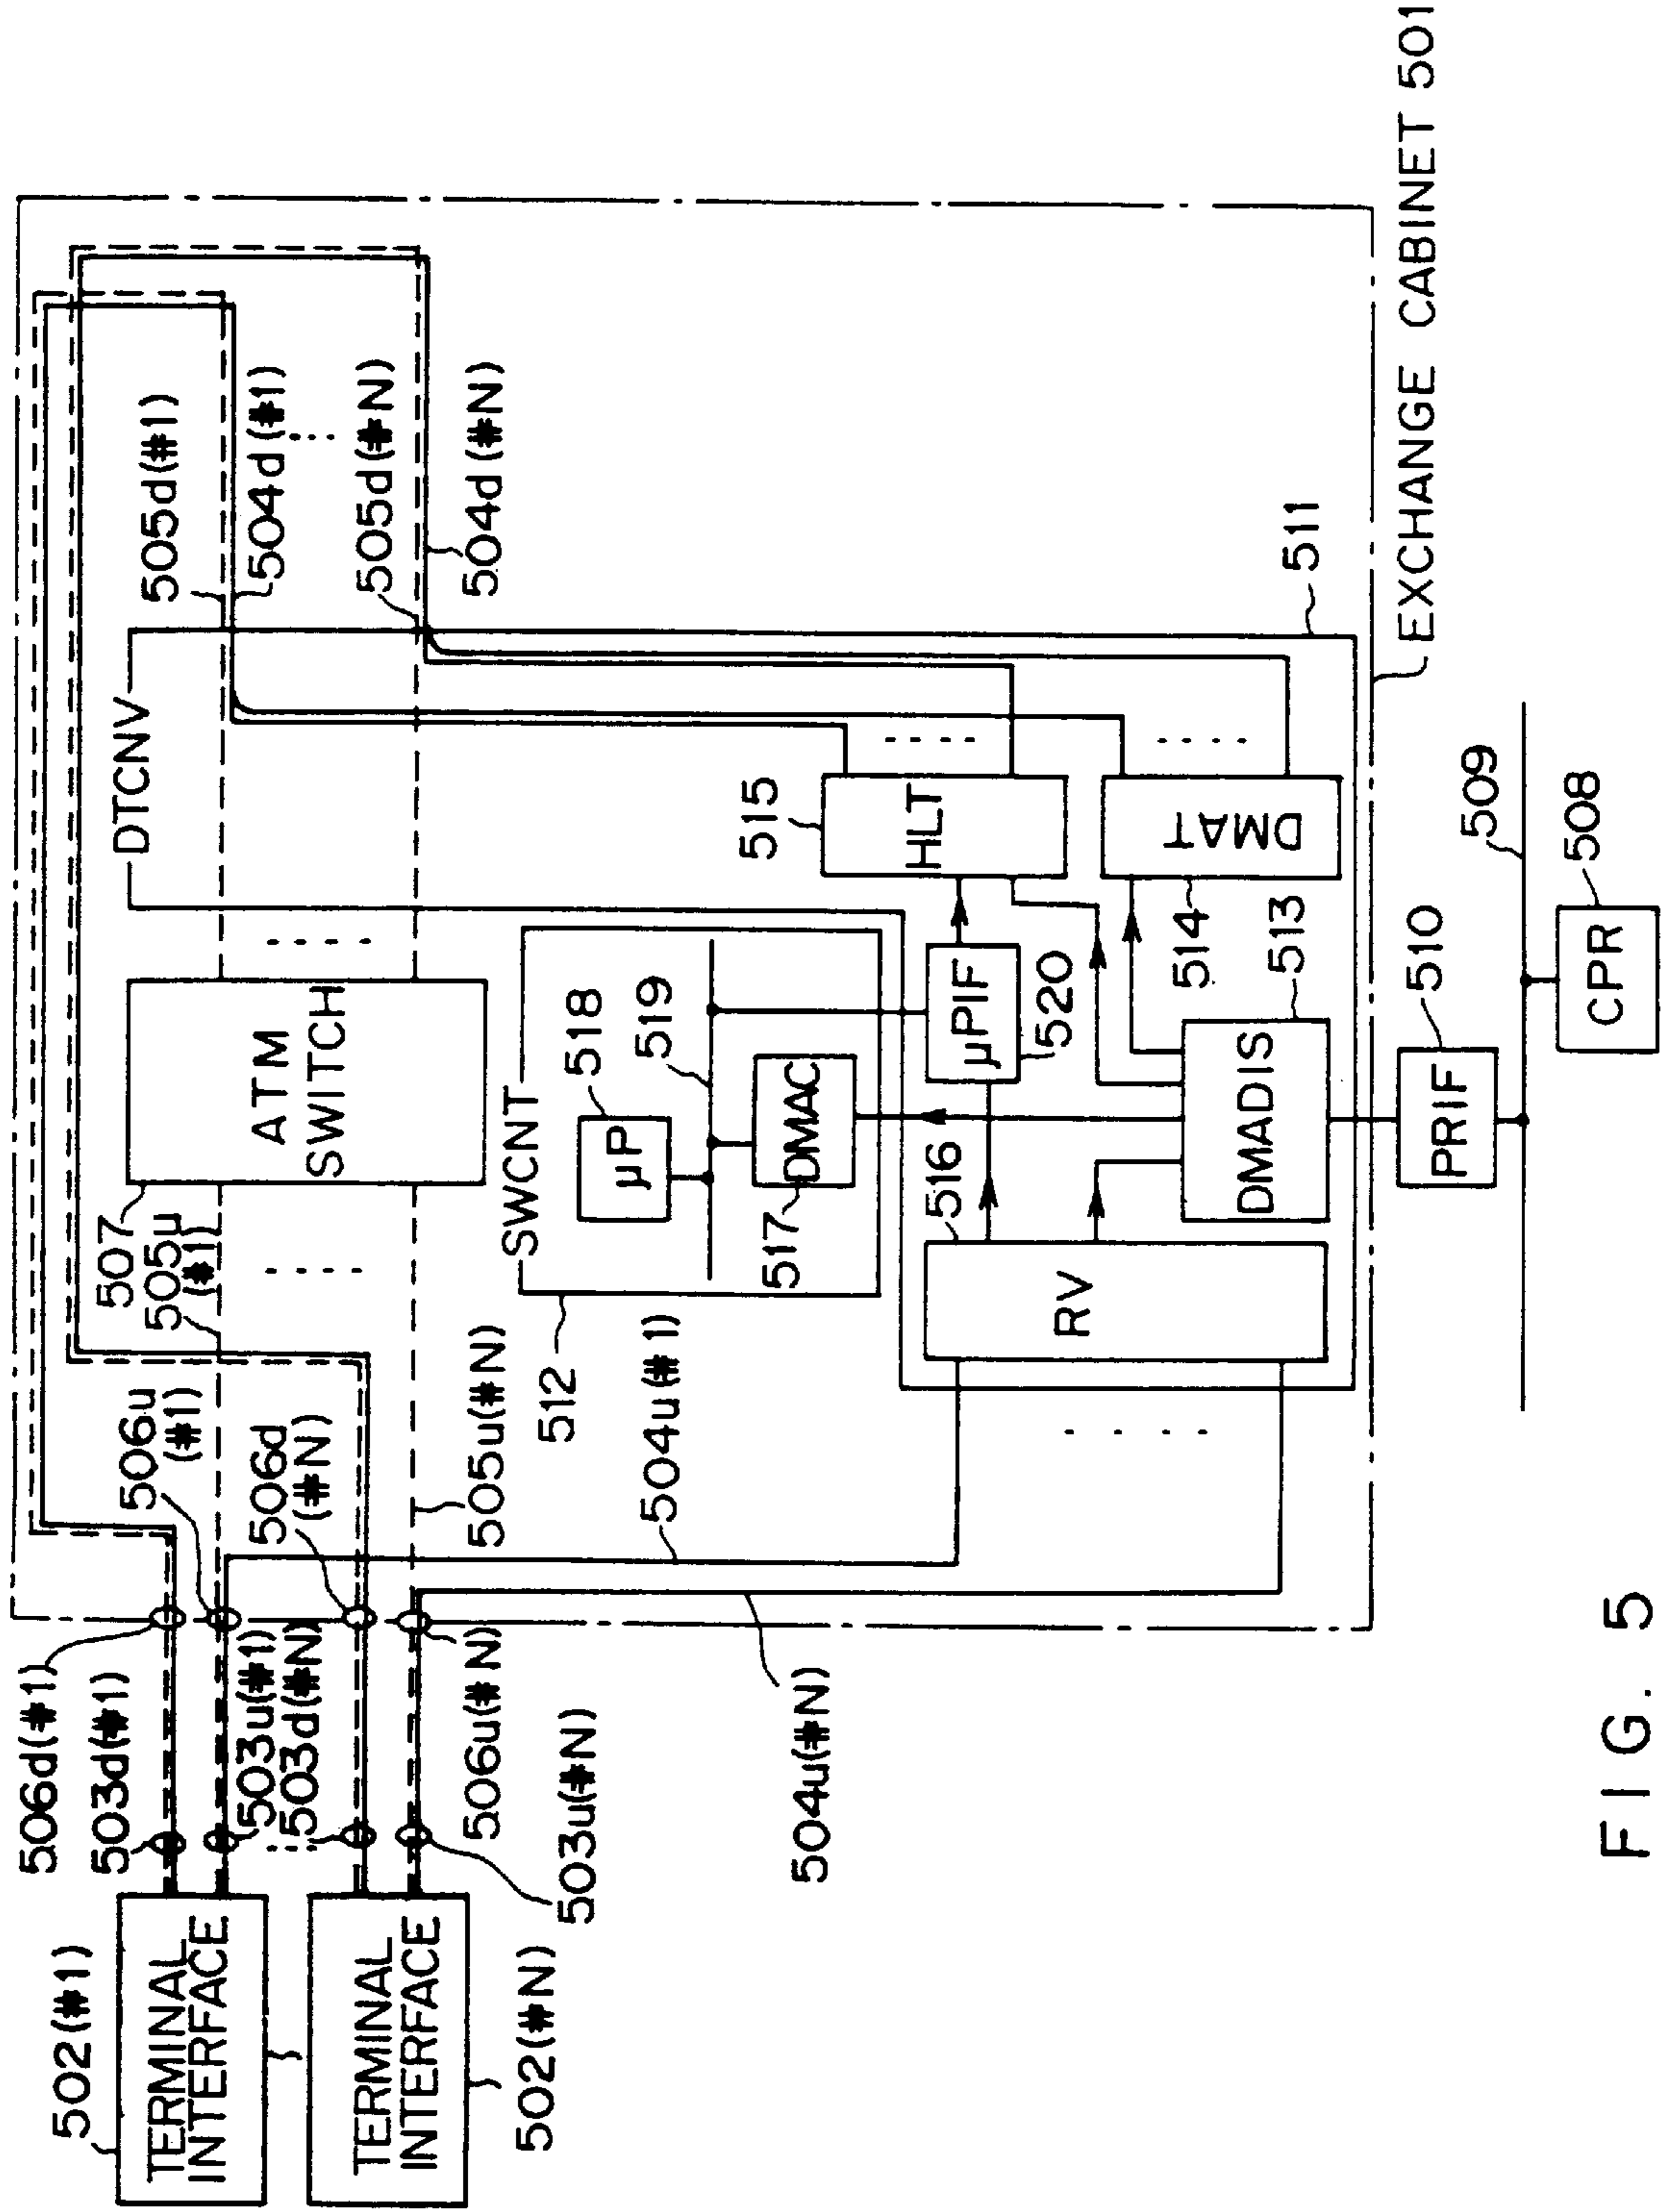 502(#1)
TERMINAL
INTERFACE
TERMINAL
INTERFACE
502(#N)
506d(#1)
503d(#1)
503u(#1)
503d(#N)
506u(#N)
503u(#N)
506u
(#1)
506d
(#N)
505u(#N)
504u(#1)
504u(#N)
507
505u
(#1)
ATM
SWITCH
512
SWCNT
μP
518
519
DMAC
517
516
RV
μPIF
520
DTCNV
515
HLT
DMAT
514
513
DMADIS
505d(#1)
504d(#1)
505d(#N)
504d(#N)
511
EXCHANGE CABINET 501
510
PRIF
509
508
CPR
FIG. 5